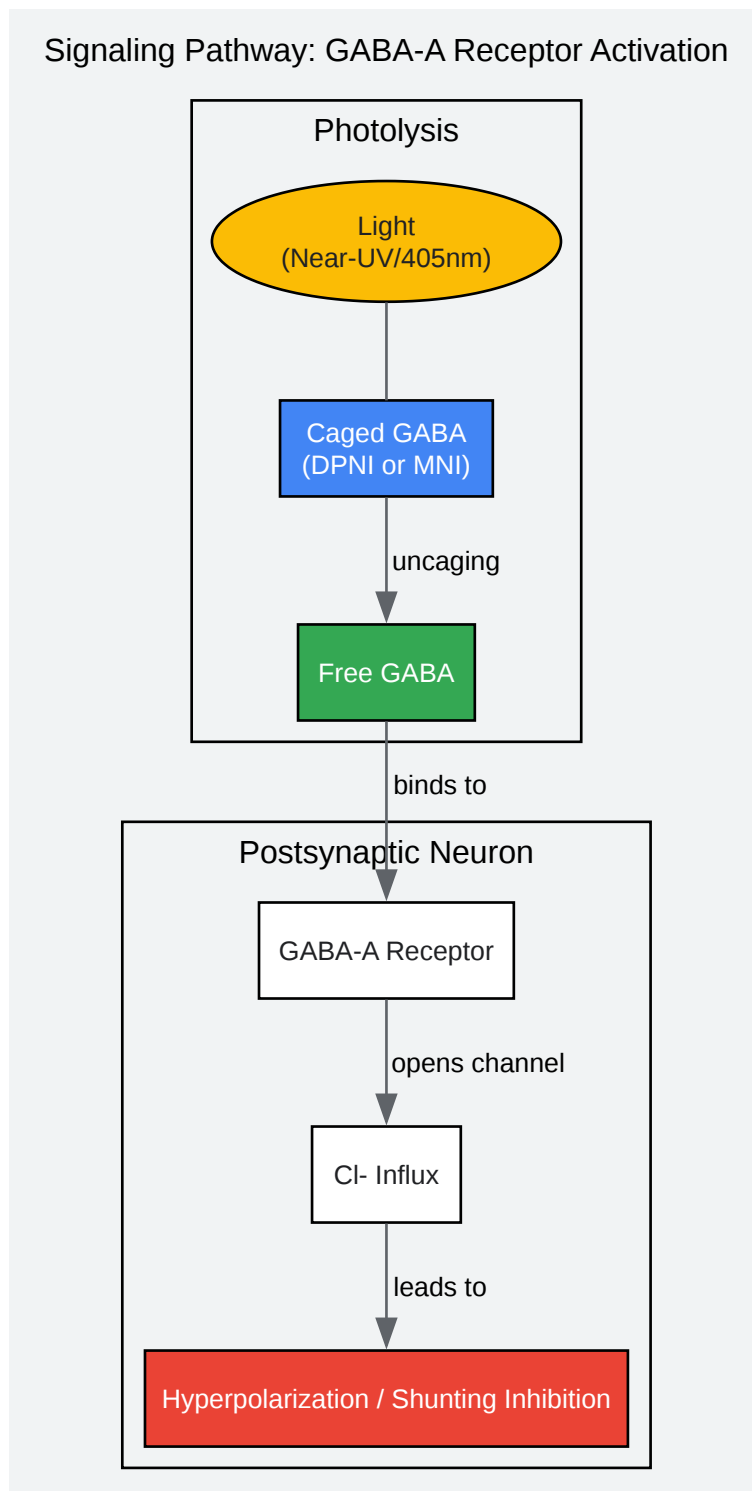 Signaling Pathway: GABA-A Receptor Activation
Photolysis
Light
(Near-UV/405nm)
Caged GABA
(DPNI or MNI)
uncaging
Free GABA
binds to
Postsynaptic Neuron
GABA-A Receptor
opens channel
Cl- Influx
leads to
Hyperpolarization / Shunting Inhibition